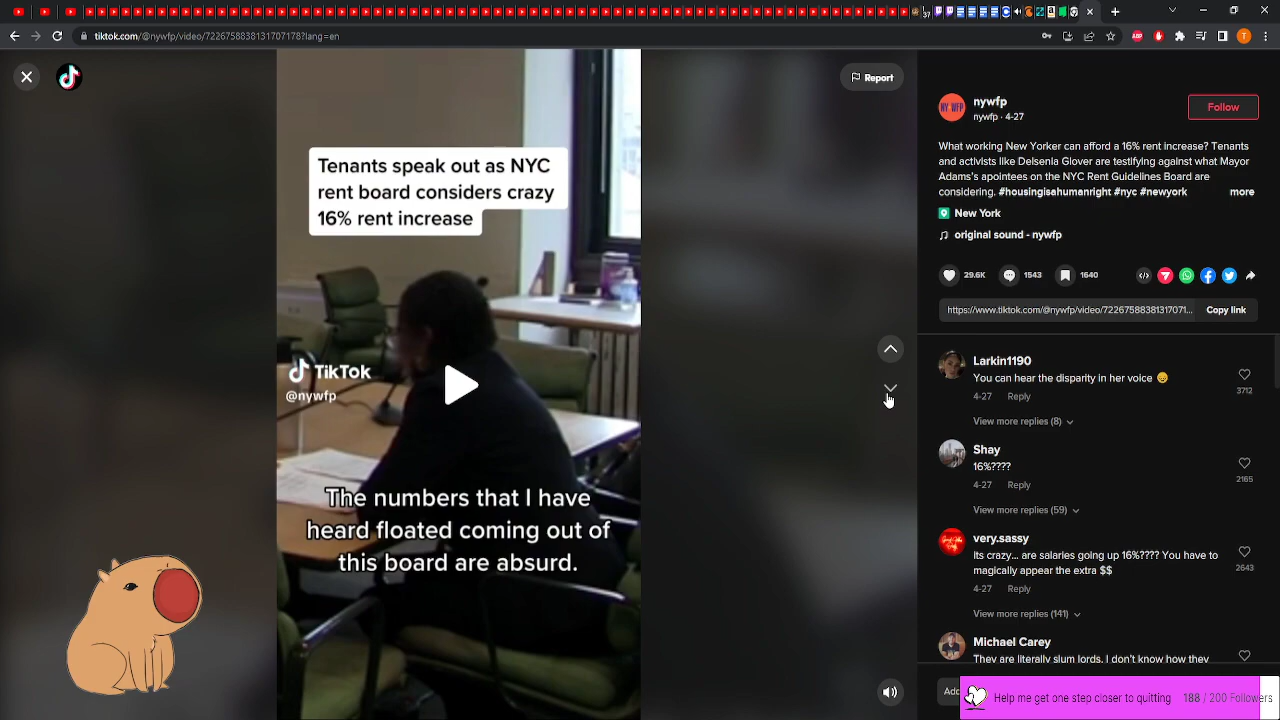 37
tiktok.com/@nywfp/video/7226758838131707178?lang=en
T
Report
Tenants speak out as NYC
rent board considers crazy
16% rent increase
TikTok
@nywfp
The numbers that I have
heard floated coming out of
this board are absurd.
NY WFP
nywfp
nywfp · 4-27
Follow
What working New Yorker can afford a 16% rent increase? Tenants
and activists like Delsenia Glover are testifying against what Mayor
Adams's apointees on the NYC Rent Guidelines Board are
considering. #housingisahumanright #nyc #newyork more
New York
original sound - nywfp
29.6K 1543 1640
https://www.tiktok.com/@nywfp/video/72267588381317071... Copy link
Larkin1190
You can hear the disparity in her voice 😞
3712
4-27 Reply
View more replies (8)
Shay
16%????
2165
4-27 Reply
View more replies (59)
very.sassy
Its crazy... are salaries going up 16%???? You have to
magically appear the extra $$
2643
4-27 Reply
View more replies (141)
Michael Carey
They are literally slum lords. I don't know how they
Add
Help me get one step closer to quitting 188 / 200 Followers